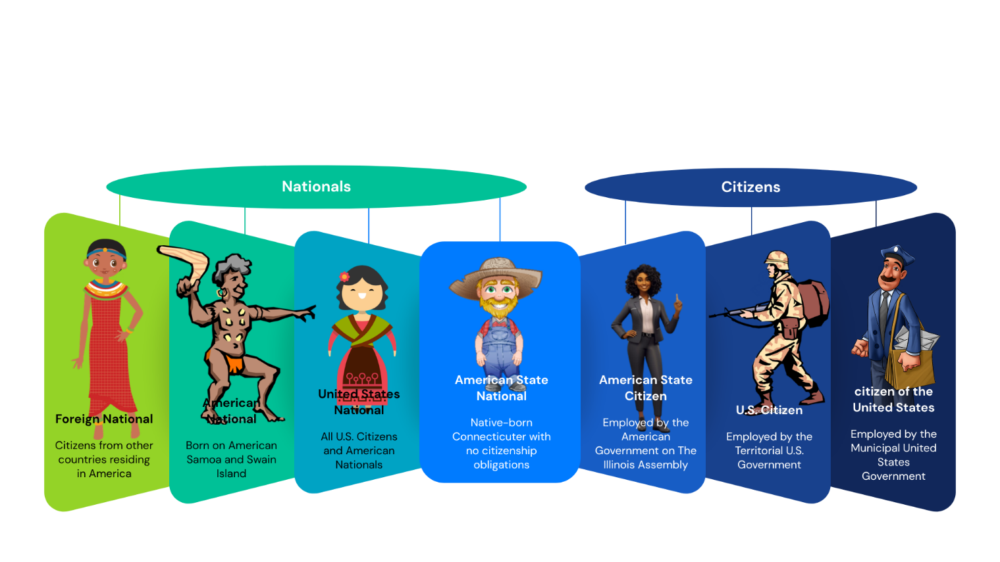 Nationals
Citizens
Foreign National
Citizens from other
countries residing
in America
American
National
Born on American
Samoa and Swain
Island
United States
National
All U.S. Citizens
and American
Nationals
American State
National
Native-born
Connecticuter with
no citizenship
obligations
American State
Citizen
Employed by the
American
Government on The
Illinois Assembly
U.S. Citizen
Employed by the
Territorial U.S.
Government
citizen of the
United States
Employed by the
Municipal United
States
Government